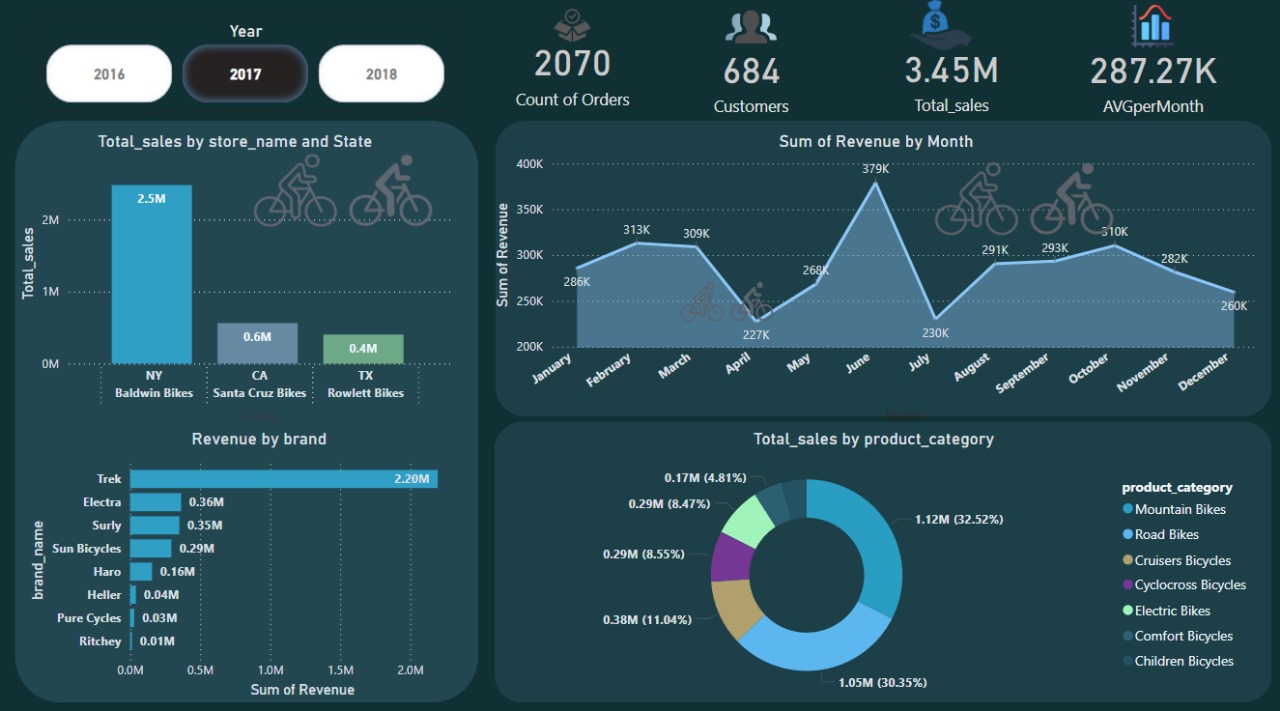 Year
2016
2017
2018
2070
Count of Orders
684
Customers
$
3.45M
Total_sales
287.27K
AVGperMonth
Total_sales by store_name and State
Total_sales
2M
1M
0M
2.5M
0.6M
0.4M
NY
CA
TX
Baldwin Bikes
Santa Cruz Bikes
Rowlett Bikes
Sum of Revenue by Month
Sum of Revenue
400K
350K
300K
250K
200K
286K
313K
309K
227K
268K
379K
230K
291K
293K
310K
282K
260K
January
February
March
April
May
June
July
August
September
October
November
December
Month
Revenue by brand
brand_name
Trek
2.20M
Electra
0.36M
Surly
0.35M
Sun Bicycles
0.29M
Haro
0.16M
Heller
0.04M
Pure Cycles
0.03M
Ritchey
0.01M
0.0M
0.5M
1.0M
1.5M
2.0M
Sum of Revenue
Total_sales by product_category
0.17M (4.81%)
0.29M (8.47%)
0.29M (8.55%)
0.38M (11.04%)
1.05M (30.35%)
1.12M (32.52%)
product_category
Mountain Bikes
Road Bikes
Cruisers Bicycles
Cyclocross Bicycles
Electric Bikes
Comfort Bicycles
Children Bicycles